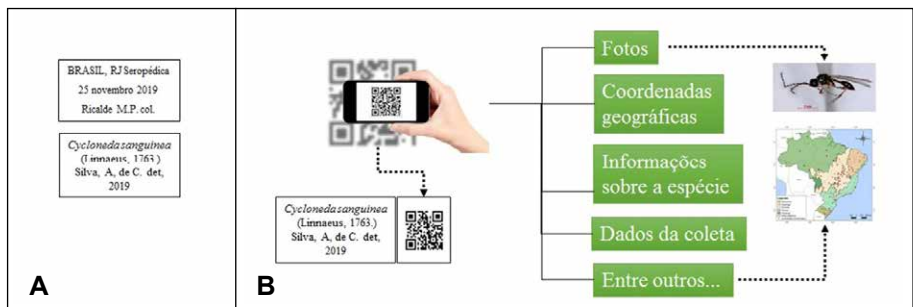 BRASIL, RJ Seropédica
25 novembro 2019
Ricalde M.P. col.
Cycloneda sanguinea
(Linnaeus, 1763.)
Silva, A, de C. det,
2019
A
Cycloneda sanguinea
(Linnaeus, 1763.)
Silva, A, de C. det,
2019
B
Fotos
Coordenadas
geográficas
Informações
sobre a espécie
Dados da coleta
Entre outros...